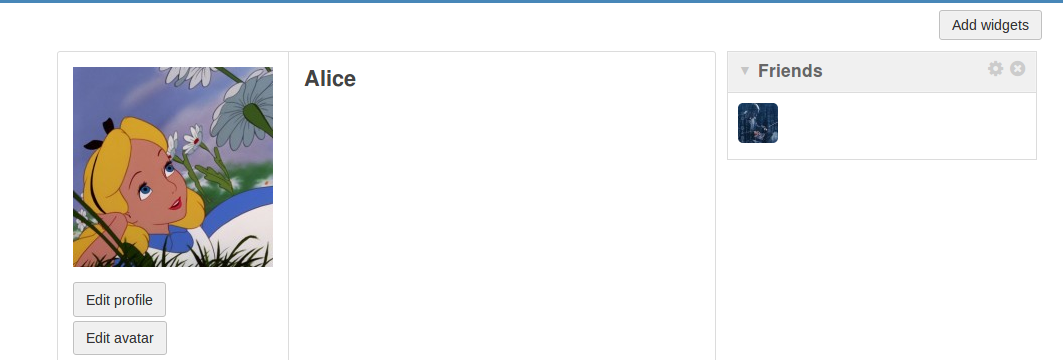 Add widgets
Alice
Friends
Edit profile
Edit avatar